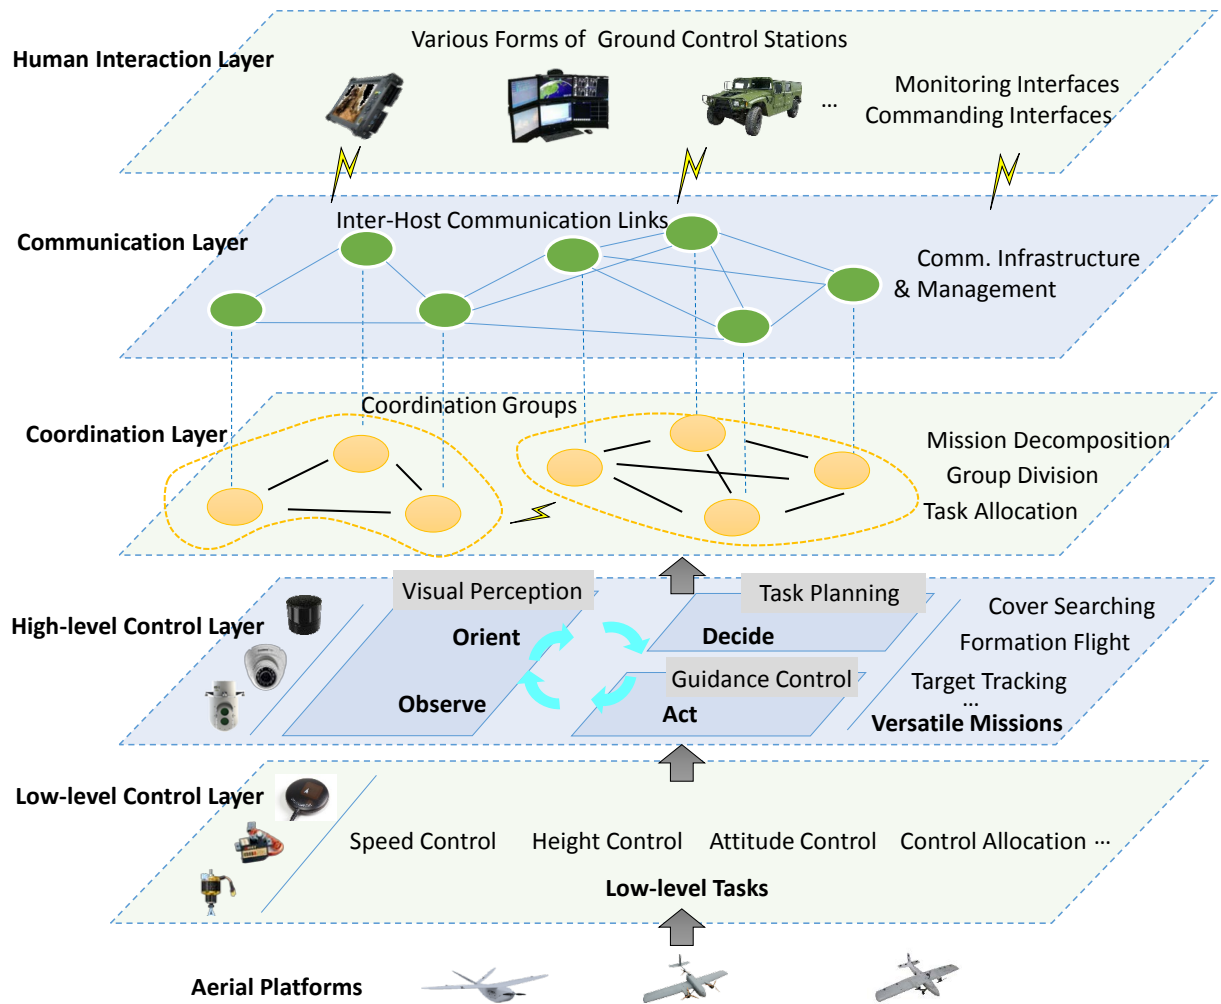 Various Forms of Ground Control Stations
Human Interaction Layer
Monitoring Interfaces
...
Commanding Interfaces
Inter-Host Communication Links
Communication Layer
Comm. Infrastructure
& Management
Coordination Groups
Coordination Layer
Mission Decomposition
Group Division
Task Allocation
Visual Perception
Task Planning
Cover Searching
High-level Control Layer
Orient
Decide
Formation Flight
Guidance Control
Target Tracking
...
Observe
Act
Versatile Missions
Low-level Control Layer
Speed Control
Height Control
Attitude Control
Control Allocation ...
Low-level Tasks
Aerial Platforms